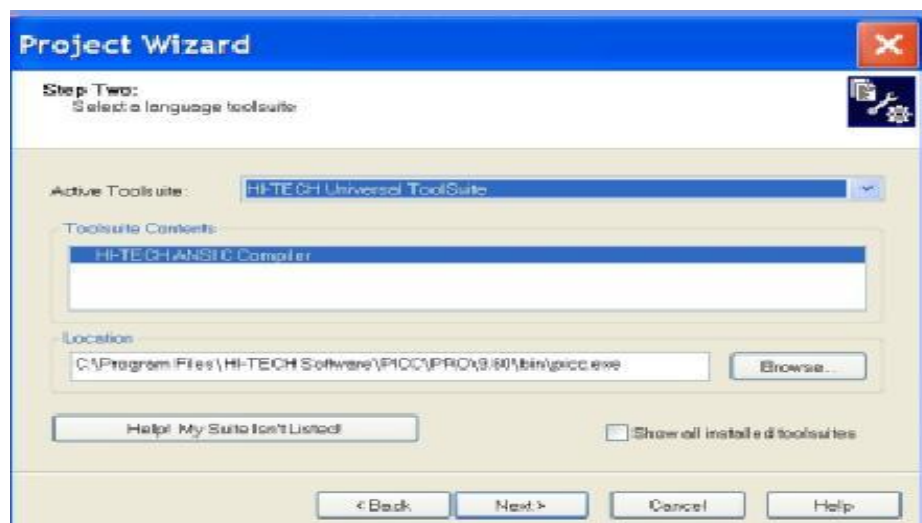 Project Wizard
Step Two:
Select a language toolsuite
Active Toolsuite: HI-TECH Universal ToolSuite
Toolsuite Contents
HI-TECH ANSI C Compiler
Location
C:\Program Files\HI-TECH Software\PICC\PRO\9.60\bin\picc.exe
Browse...
Help! My Suite Isn't Listed!
Show all installed toolsuites
< Back
Next >
Cancel
Help